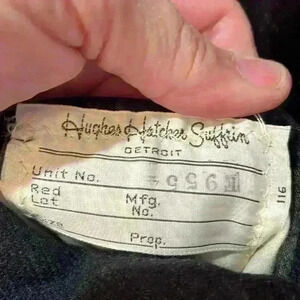 Hughes Hatcher Suffrin
DETROIT
Unit No.
Red Mfg.
Lot No.
Prop.
116